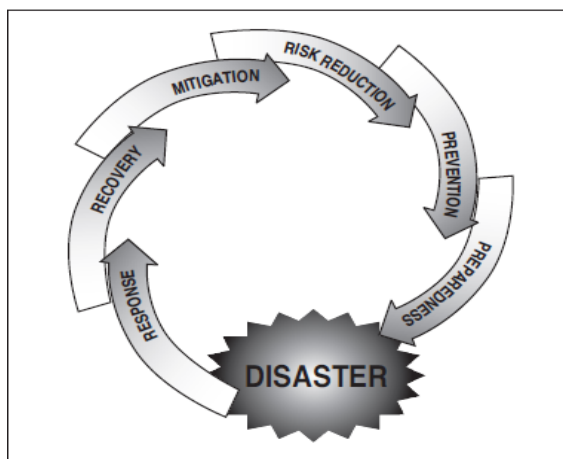 RISK REDUCTION
MITIGATION
PREVENTION
RECOVERY
PREPAREDNESS
RESPONSE
DISASTER